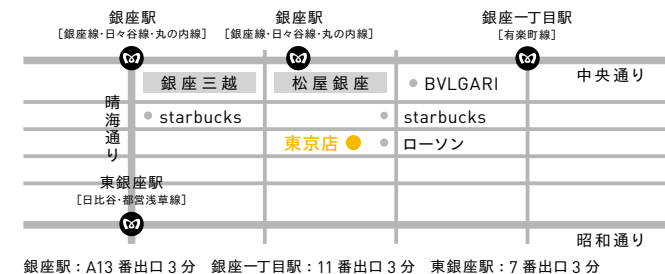 銀座駅
[銀座線・日々谷線・丸の内線]
銀座駅
[銀座線・日々谷線・丸の内線]
銀座一丁目駅
[有楽町線]
中央通り
銀座三越
松屋銀座
BVLGARI
晴海通り
starbucks
starbucks
東京店
ローソン
東銀座駅
[日比谷・都営浅草線]
昭和通り
銀座駅：A13 番出口 3 分 銀座一丁目駅：11 番出口 3 分 東銀座駅：7 番出口 3 分